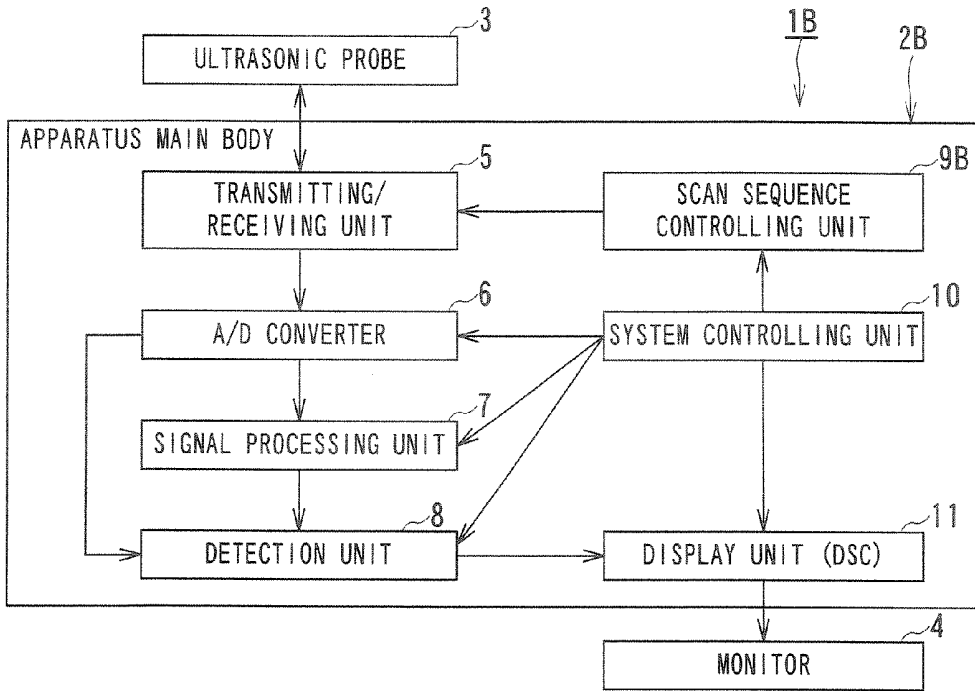 3
ULTRASONIC PROBE
1B
2B
APPARATUS MAIN BODY
5
TRANSMITTING/
RECEIVING UNIT
9B
SCAN SEQUENCE
CONTROLLING UNIT
6
A/D CONVERTER
10
SYSTEM CONTROLLING UNIT
7
SIGNAL PROCESSING UNIT
8
DETECTION UNIT
11
DISPLAY UNIT (DSC)
4
MONITOR